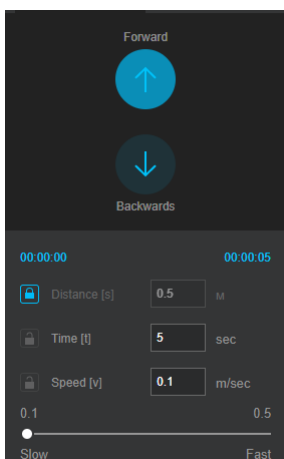 Forward
Backwards
00:00:00 00:00:05
Distance [s] 0.5 M
Time [t] 5 sec
Speed [v] 0.1 m/sec
0.1 0.5
Slow Fast